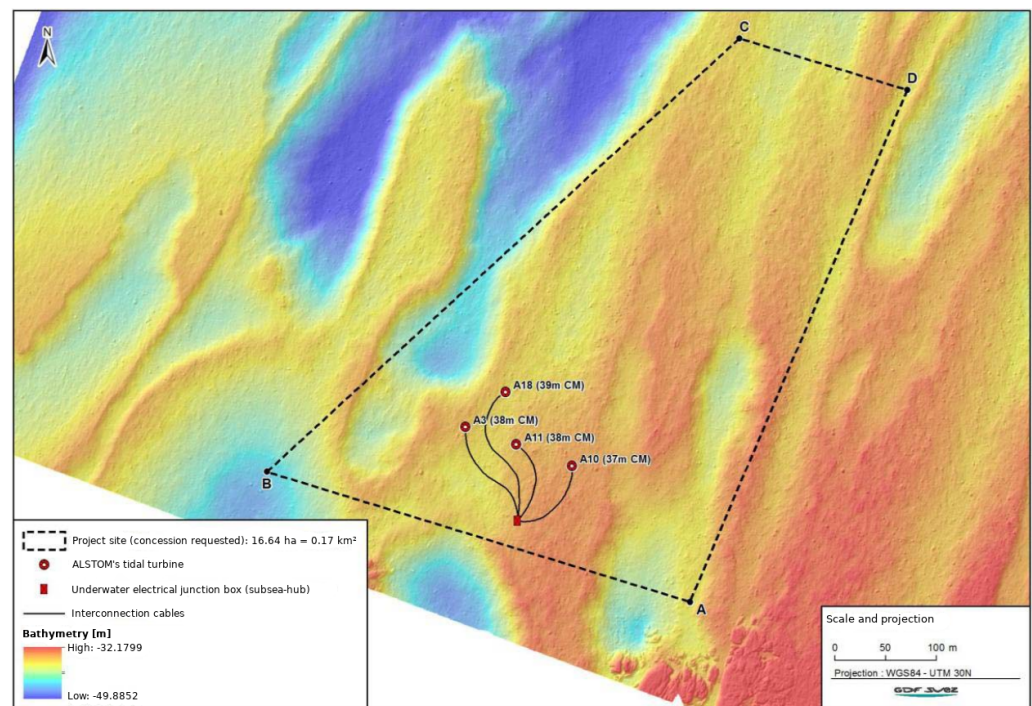 N
C
D
A18 (39m CM)
A3 (38m CM)
A11 (38m CM)
A10 (37m CM)
B
A
Project site (concession requested): 16.64 ha = 0.17 km²
ALSTOM's tidal turbine
Underwater electrical junction box (subsea-hub)
Interconnection cables
Bathymetry [m]
High: -32.1799
Low: -49.8852
Scale and projection
0 50 100 m
Projection : WGS84 - UTM 30N
GDF SUEZ